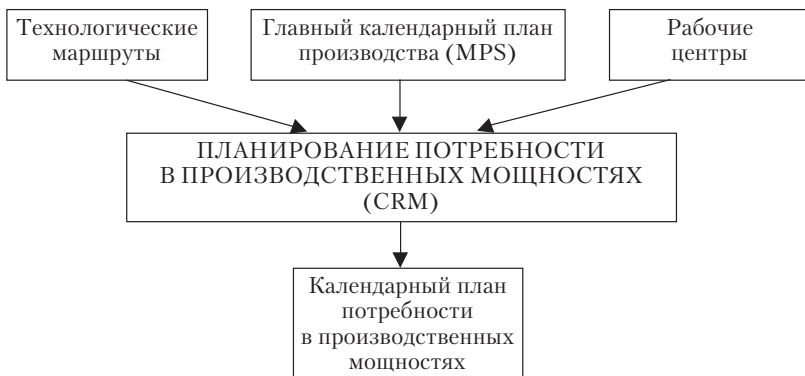 Технологические
маршруты
Главный календарный план
производства (MPS)
Рабочие
центры
ПЛАНИРОВАНИЕ ПОТРЕБНОСТИ
В ПРОИЗВОДСТВЕННЫХ МОЩНОСТЯХ
(CRM)
Календарный план
потребности
в производственных
мощностях